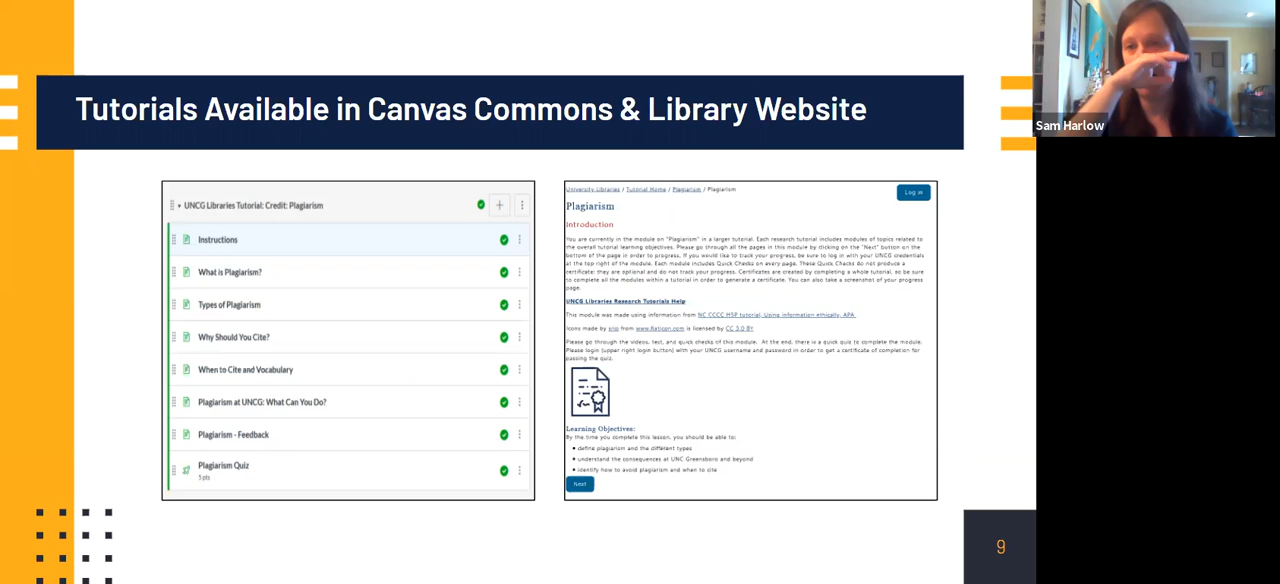 Tutorials Available in Canvas Commons & Library Website
Sam Harlow
UNCG Libraries Tutorial: Credit: Plagiarism
Instructions
What is Plagiarism?
Types of Plagiarism
Why Should You Cite?
When to Cite and Vocabulary
Plagiarism at UNCG: What Can You Do?
Plagiarism - Feedback
Plagiarism Quiz
5 pts
University Libraries / Tutorial Home / Plagiarism / Plagiarism
Log in
Plagiarism
Introduction
You are currently in the module on "Plagiarism" in a larger tutorial. Each research tutorial includes modules of topics related to
the overall tutorial learning objectives. Please go through all the pages in this module by clicking on the "Next" button on the
bottom of the page in order to progress. If you would like to track your progress, be sure to log in with your UNCG credentials
at the top right of the module. Each module includes Quick Checks on every page. These Quick Checks do not produce a
certificate; they are optional and do not track your progress. Certificates are created by completing a whole tutorial, so be sure
to complete all the modules within a tutorial in order to generate a certificate. You can also take a screenshot of your progress
page.
UNCG Libraries Research Tutorials Help
This module was made using information from NC CCCC HSP tutorial, Using information ethically, APA.
Icons made by srip from www.flaticon.com is licensed by CC 3.0 BY
Please go through the videos, text, and quick checks of this module. At the end, there is a quick quiz to complete the module.
Please login (upper right login button) with your UNCG username and password in order to get a certificate of completion for
passing the quiz.
Learning Objectives:
By the time you complete this lesson, you should be able to:
• define plagiarism and the different types
• understand the consequences at UNC Greensboro and beyond
• identify how to avoid plagiarism and when to cite
Next
9